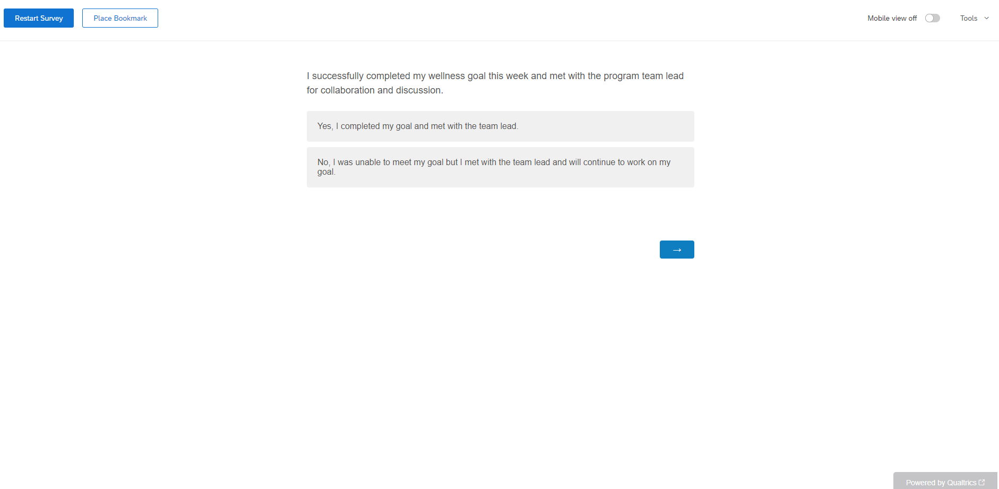 Restart Survey
Place Bookmark
Mobile view off
Tools
I successfully completed my wellness goal this week and met with the program team lead
for collaboration and discussion.
Yes, I completed my goal and met with the team lead.
No, I was unable to meet my goal but I met with the team lead and will continue to work on my
goal.
→
Powered by Qualtrics